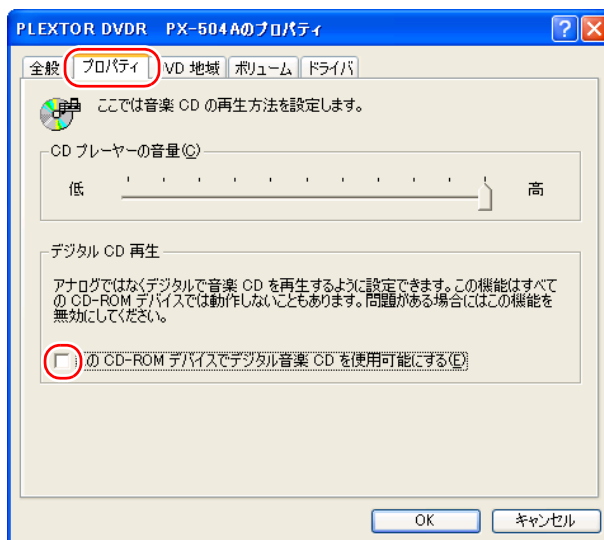 PLEXTOR DVDR PX-504Aのプロパティ
全般 プロパティ VD 地域 ボリューム ドライバ
ここでは音楽 CD の再生方法を設定します。
CD プレーヤーの音量(C)
低 高
デジタル CD 再生
アナログではなくデジタルで音楽 CD を再生するように設定できます。この機能はすべて
の CD-ROM デバイスでは動作しないこともあります。問題がある場合にはこの機能を
無効にしてください。
の CD-ROM デバイスでデジタル音楽 CD を使用可能にする(E)
OK キャンセル